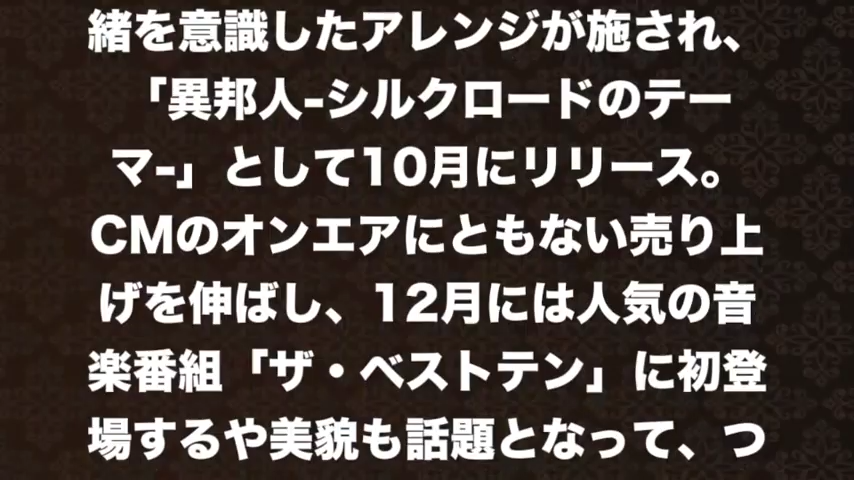 緒を意識したアレンジが施され、
「異邦人-シルクロードのテー
マ-」として10月にリリース。
CMのオンエアにともない売り上
げを伸ばし、12月には人気の音
楽番組「ザ・ベストテン」に初登
場するや美貌も話題となって、つ